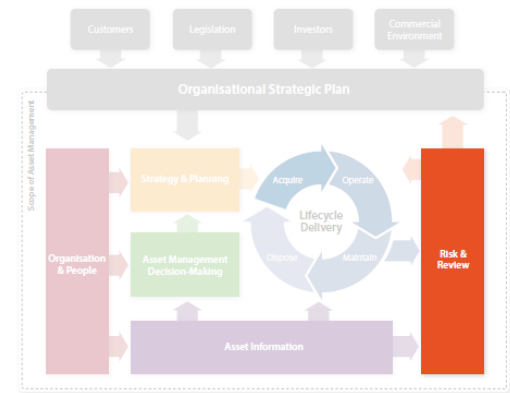 Customers
Legislation
Investors
Commercial
Environment
Organisational Strategic Plan
Scope of Asset Management
Strategy & Planning
Acquire
Operate
Lifecycle
Delivery
Organisation
& People
Asset Management
Decision-Making
Dispose
Maintain
Risk &
Review
Asset Information